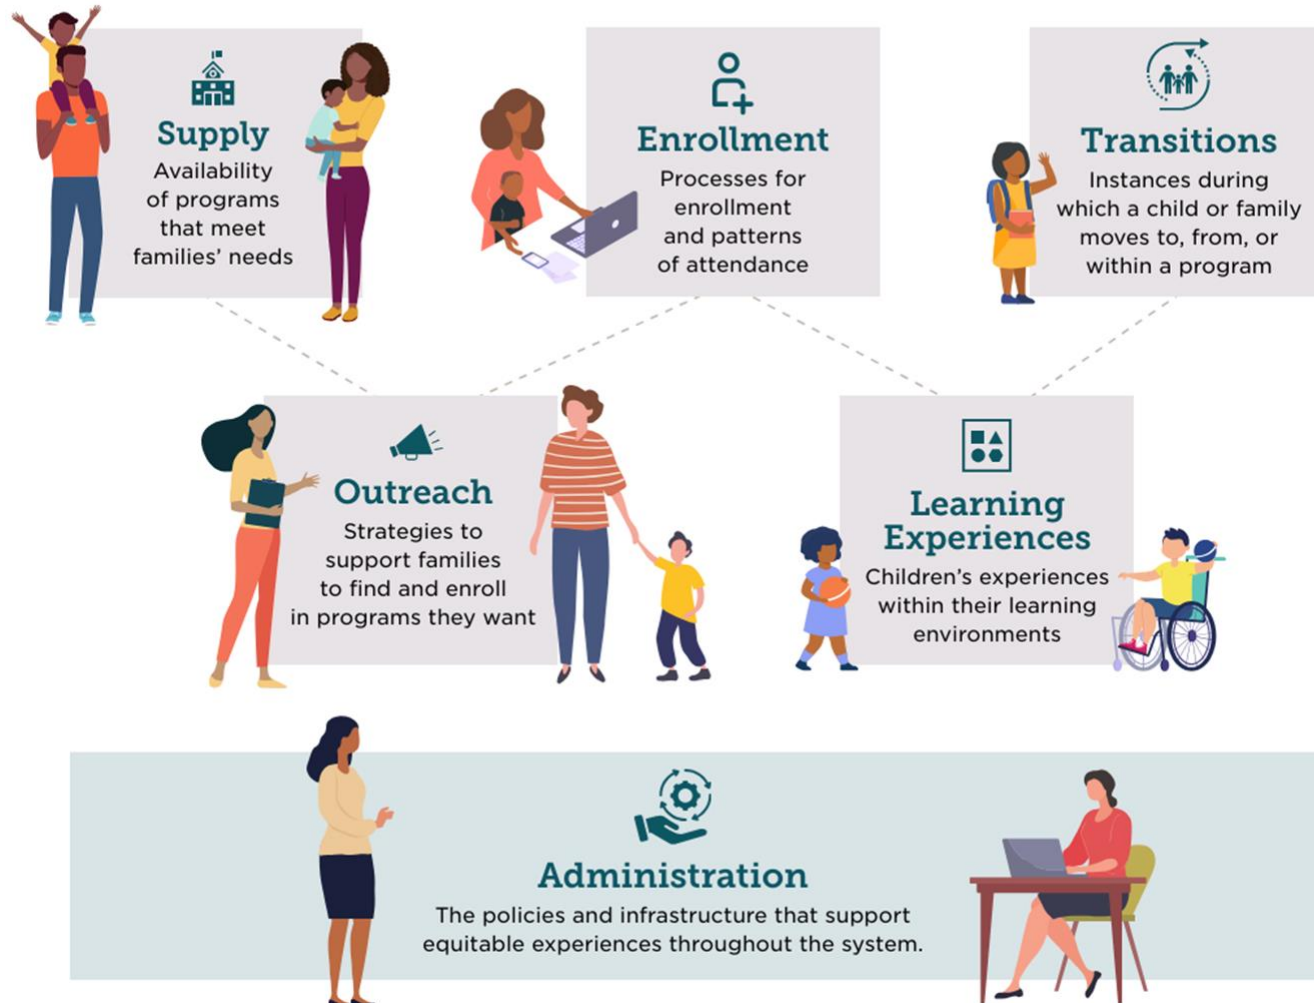 Supply
Availability
of programs
that meet
families’ needs
Enrollment
Processes for
enrollment
and patterns
of attendance
Transitions
Instances during
which a child or family
moves to, from, or
within a program
Outreach
Strategies to
support families
to find and enroll
in programs they want
Learning
Experiences
Children’s experiences
within their learning
environments
Administration
The policies and infrastructure that support
equitable experiences throughout the system.